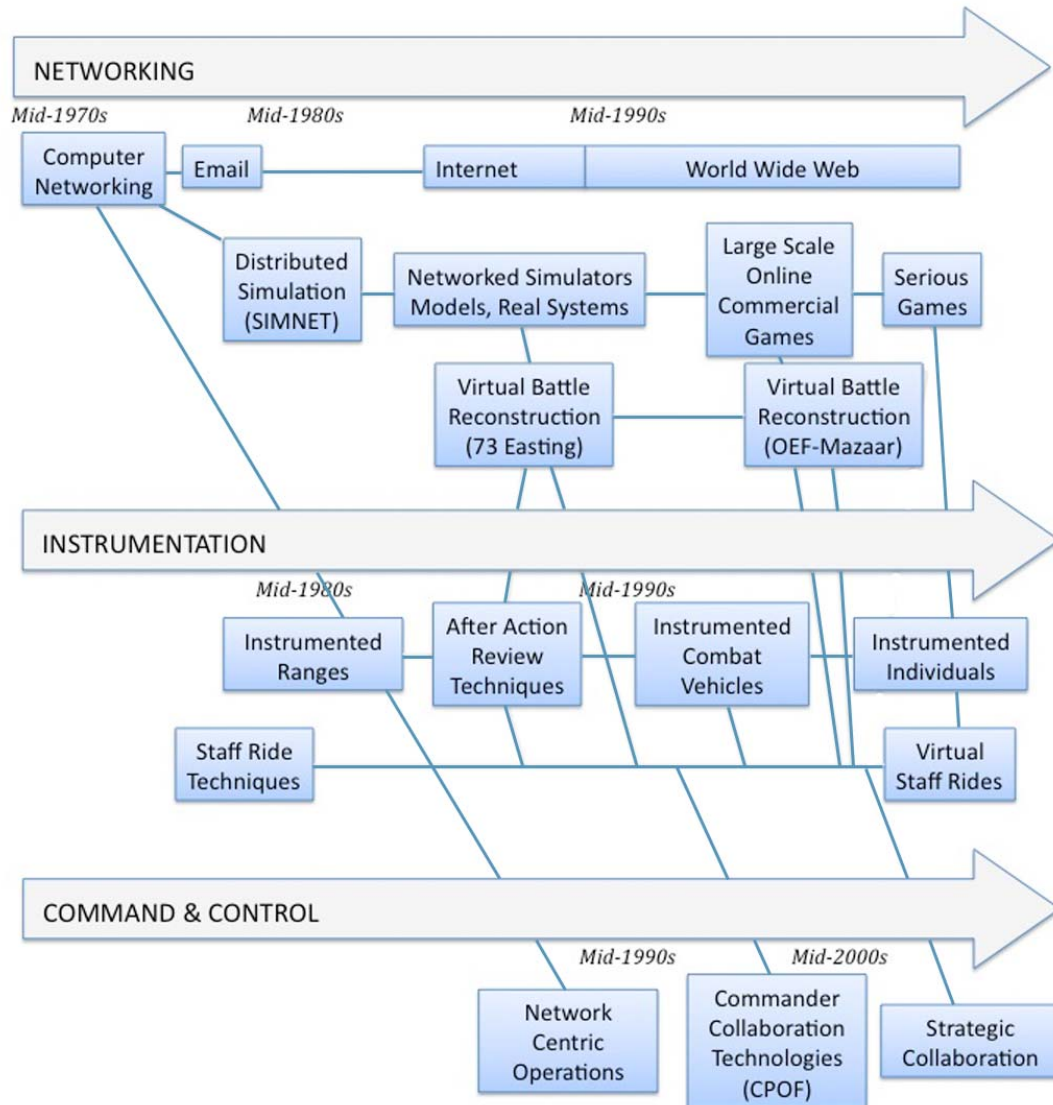 NETWORKING
Mid-1970s
Mid-1980s
Mid-1990s
Computer
Networking
Email
Internet
World Wide Web
Distributed
Simulation
(SIMNET)
Networked Simulators
Models, Real Systems
Large Scale
Online
Commercial
Games
Serious
Games
Virtual Battle
Reconstruction
(73 Easting)
Virtual Battle
Reconstruction
(OEF-Mazaar)
INSTRUMENTATION
Mid-1980s
Mid-1990s
Instrumented
Ranges
After Action
Review
Techniques
Instrumented
Combat
Vehicles
Instrumented
Individuals
Staff Ride
Techniques
Virtual
Staff Rides
COMMAND & CONTROL
Mid-1990s
Mid-2000s
Network
Centric
Operations
Commander
Collaboration
Technologies
(CPOF)
Strategic
Collaboration